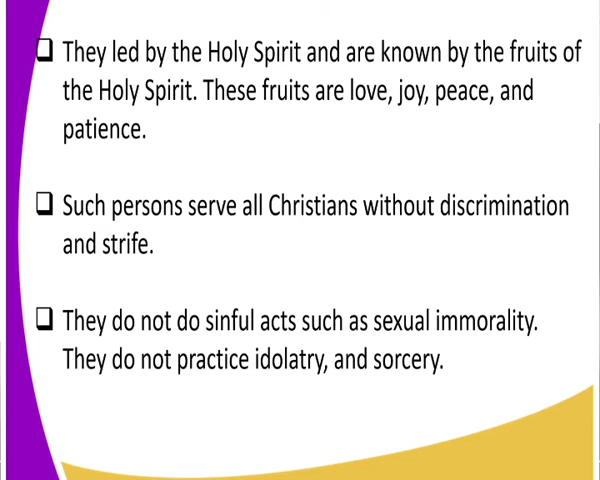 They led by the Holy Spirit and are known by the fruits of
the Holy Spirit. These fruits are love, joy, peace, and
patience.
Such persons serve all Christians without discrimination
and strife.
They do not do sinful acts such as sexual immorality.
They do not practice idolatry, and sorcery.